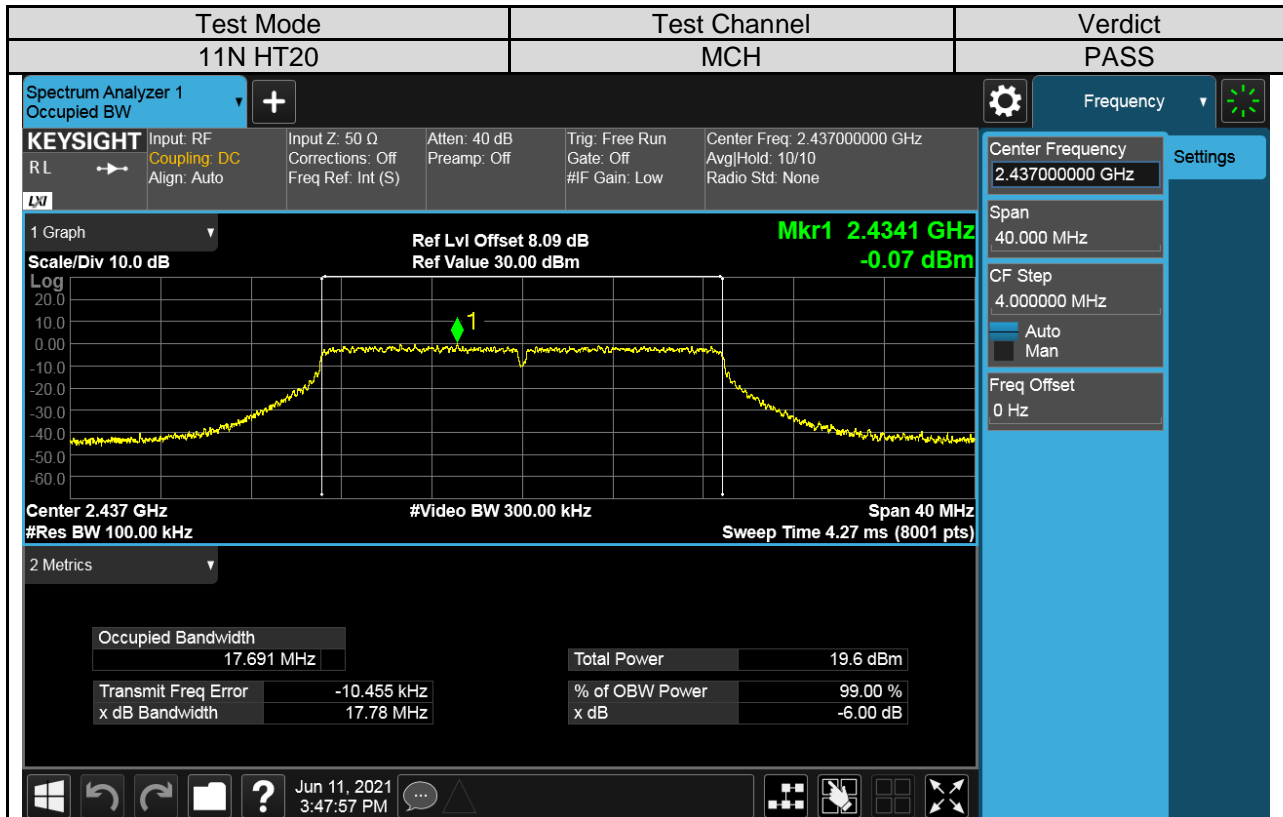 Test Mode Test Channel Verdict
11N HT20 MCH PASS
Spectrum Analyzer 1
Occupied BW
+
Frequency
KEYSIGHT Input: RF Input Z: 50 Ω Atten: 40 dB Trig: Free Run Center Freq: 2.437000000 GHz
RL Coupling: DC Corrections: Off Preamp: Off Gate: Off Avg|Hold: 10/10
Align: Auto Freq Ref: Int (S) #IF Gain: Low Radio Std: None
LXI
Center Frequency
2.437000000 GHz
Settings
Span
40.000 MHz
CF Step
4.000000 MHz
Auto
Man
Freq Offset
0 Hz
1 Graph
Ref Lvl Offset 8.09 dB
Mkr1 2.4341 GHz
Scale/Div 10.0 dB Ref Value 30.00 dBm -0.07 dBm
Log
20.0
10.0
0.00
-10.0
-20.0
-30.0
-40.0
-50.0
-60.0
1
Center 2.437 GHz #Video BW 300.00 kHz Span 40 MHz
#Res BW 100.00 kHz Sweep Time 4.27 ms (8001 pts)
2 Metrics
Occupied Bandwidth
17.691 MHz Total Power 19.6 dBm
Transmit Freq Error -10.455 kHz % of OBW Power 99.00 %
x dB Bandwidth 17.78 MHz x dB -6.00 dB
? Jun 11, 2021
3:47:57 PM